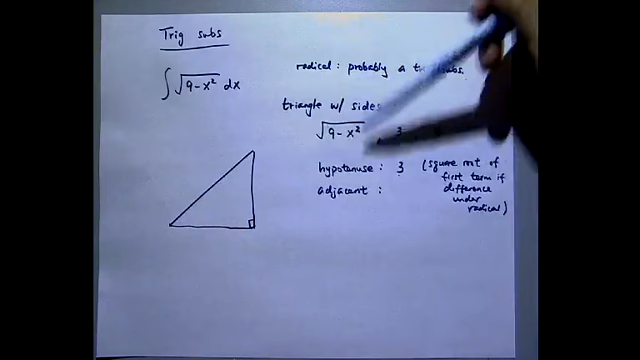 Trig subs
∫ √9-x² dx
radical : probably a subs.
triangle w/ sides
√9-x² 3
hypotenuse : 3 (square root of
first term if
adjacent : difference
under
radical)